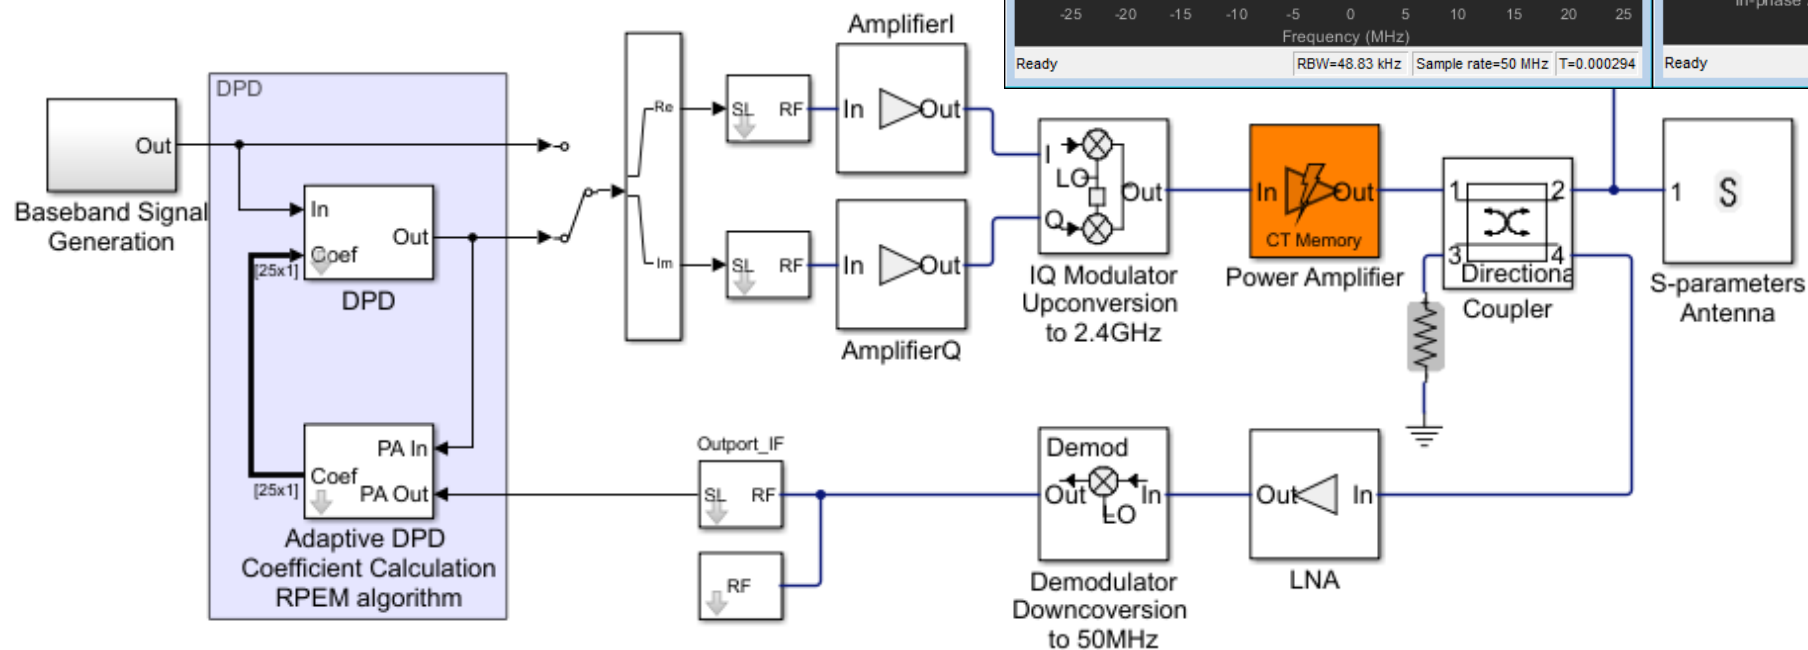 -25 -20 -15 -10 -5 0 5 10 15 20 25
Frequency (MHz)
In-phase
Ready RBW=48.83 kHz Sample rate=50 MHz T=0.000294
Ready
DPD
Out
Baseband Signal
Generation
In
Coef
Out
[25x1]
DPD
PA In
Coef
PA Out
[25x1]
Adaptive DPD
Coefficient Calculation
RPEM algorithm
Re
Im
SL RF
SL RF
AmplifierI
In Out
In Out
AmplifierQ
I
LO
Q
Out
IQ Modulator
Upconversion
to 2.4GHz
In Out
CT Memory
Power Amplifier
1 2
3 4
Directiona
Coupler
1 S
S-parameters
Antenna
Outport_IF
SL RF
RF
Demod
Out In
LO
Demodulator
Downcoversion
to 50MHz
Out In
LNA